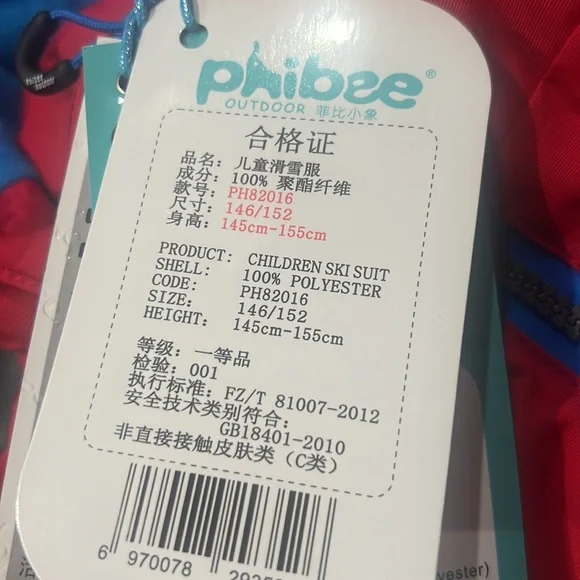 phibee®
OUTDOOR 菲比小象
合格证
品名: 儿童滑雪服
成分: 100% 聚酯纤维
款号: PH82016
尺寸: 146/152
身高: 145cm-155cm
PRODUCT: CHILDREN SKI SUIT
SHELL: 100% POLYESTER
CODE: PH82016
SIZE: 146/152
HEIGHT: 145cm-155cm
等级: 一等品
检验: 001
执行标准: FZ/T 81007-2012
安全技术类别符合:
GB18401-2010
非直接接触皮肤类 (C类)
6 970078